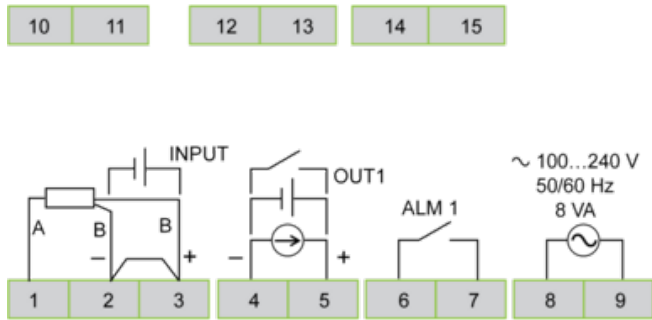 10 11 12 13 14 15
INPUT
OUT1
∼ 100...240 V
50/60 Hz
8 VA
ALM 1
A B B
− + − +
1 2 3 4 5 6 7 8 9